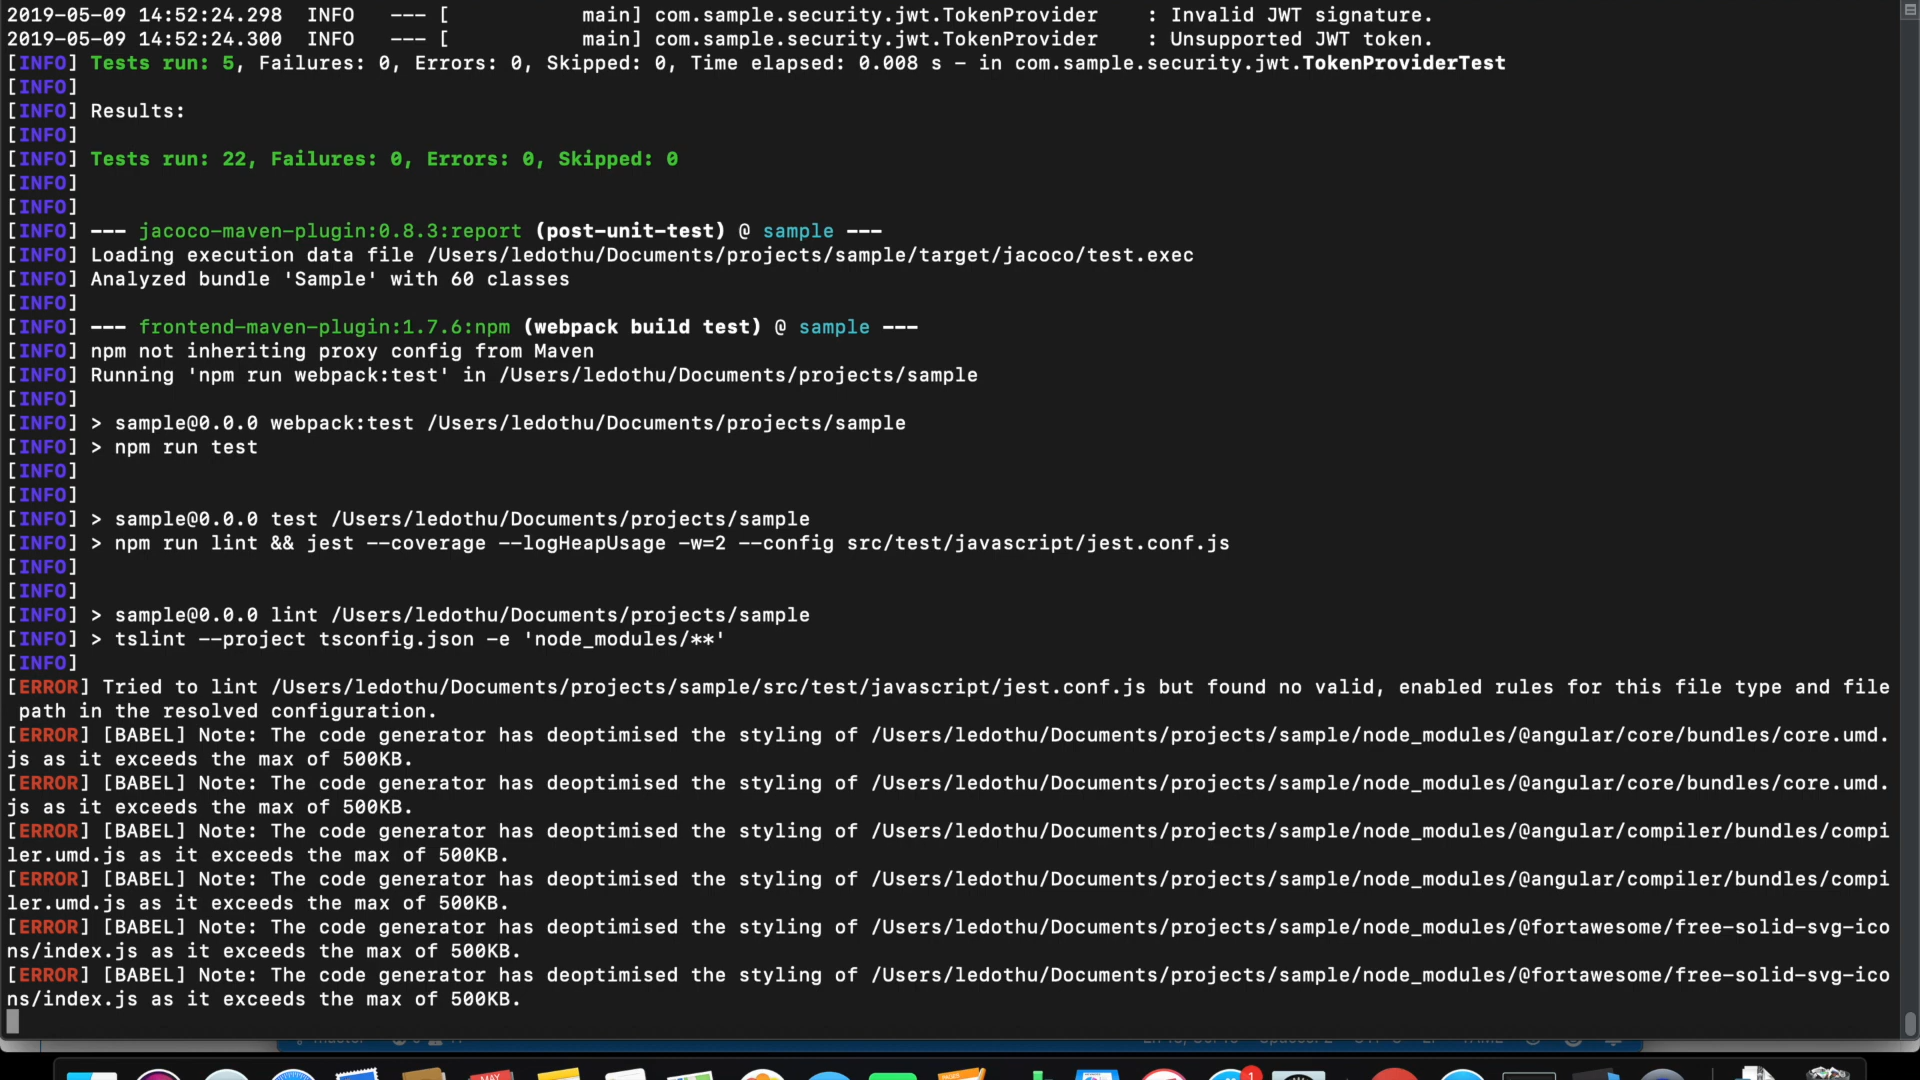 2019-05-09 14:52:24.298  INFO   --- [           main] com.sample.security.jwt.TokenProvider    : Invalid JWT signature.
2019-05-09 14:52:24.300  INFO   --- [           main] com.sample.security.jwt.TokenProvider    : Unsupported JWT token.
[INFO] Tests run: 5, Failures: 0, Errors: 0, Skipped: 0, Time elapsed: 0.008 s - in com.sample.security.jwt.TokenProviderTest
[INFO]
[INFO] Results:
[INFO]
[INFO] Tests run: 22, Failures: 0, Errors: 0, Skipped: 0
[INFO]
[INFO]
[INFO] --- jacoco-maven-plugin:0.8.3:report (post-unit-test) @ sample ---
[INFO] Loading execution data file /Users/ledothu/Documents/projects/sample/target/jacoco/test.exec
[INFO] Analyzed bundle 'Sample' with 60 classes
[INFO]
[INFO] --- frontend-maven-plugin:1.7.6:npm (webpack build test) @ sample ---
[INFO] npm not inheriting proxy config from Maven
[INFO] Running 'npm run webpack:test' in /Users/ledothu/Documents/projects/sample
[INFO]
[INFO] > sample@0.0.0 webpack:test /Users/ledothu/Documents/projects/sample
[INFO] > npm run test
[INFO]
[INFO]
[INFO] > sample@0.0.0 test /Users/ledothu/Documents/projects/sample
[INFO] > npm run lint && jest --coverage --logHeapUsage -w=2 --config src/test/javascript/jest.conf.js
[INFO]
[INFO]
[INFO] > sample@0.0.0 lint /Users/ledothu/Documents/projects/sample
[INFO] > tslint --project tsconfig.json -e 'node_modules/**'
[INFO]
[ERROR] Tried to lint /Users/ledothu/Documents/projects/sample/src/test/javascript/jest.conf.js but found no valid, enabled rules for this file type and file
 path in the resolved configuration.
[ERROR] [BABEL] Note: The code generator has deoptimised the styling of /Users/ledothu/Documents/projects/sample/node_modules/@angular/core/bundles/core.umd.
js as it exceeds the max of 500KB.
[ERROR] [BABEL] Note: The code generator has deoptimised the styling of /Users/ledothu/Documents/projects/sample/node_modules/@angular/core/bundles/core.umd.
js as it exceeds the max of 500KB.
[ERROR] [BABEL] Note: The code generator has deoptimised the styling of /Users/ledothu/Documents/projects/sample/node_modules/@angular/compiler/bundles/compi
ler.umd.js as it exceeds the max of 500KB.
[ERROR] [BABEL] Note: The code generator has deoptimised the styling of /Users/ledothu/Documents/projects/sample/node_modules/@angular/compiler/bundles/compi
ler.umd.js as it exceeds the max of 500KB.
[ERROR] [BABEL] Note: The code generator has deoptimised the styling of /Users/ledothu/Documents/projects/sample/node_modules/@fortawesome/free-solid-svg-ico
ns/index.js as it exceeds the max of 500KB.
[ERROR] [BABEL] Note: The code generator has deoptimised the styling of /Users/ledothu/Documents/projects/sample/node_modules/@fortawesome/free-solid-svg-ico
ns/index.js as it exceeds the max of 500KB.
MAY
PAGES
1